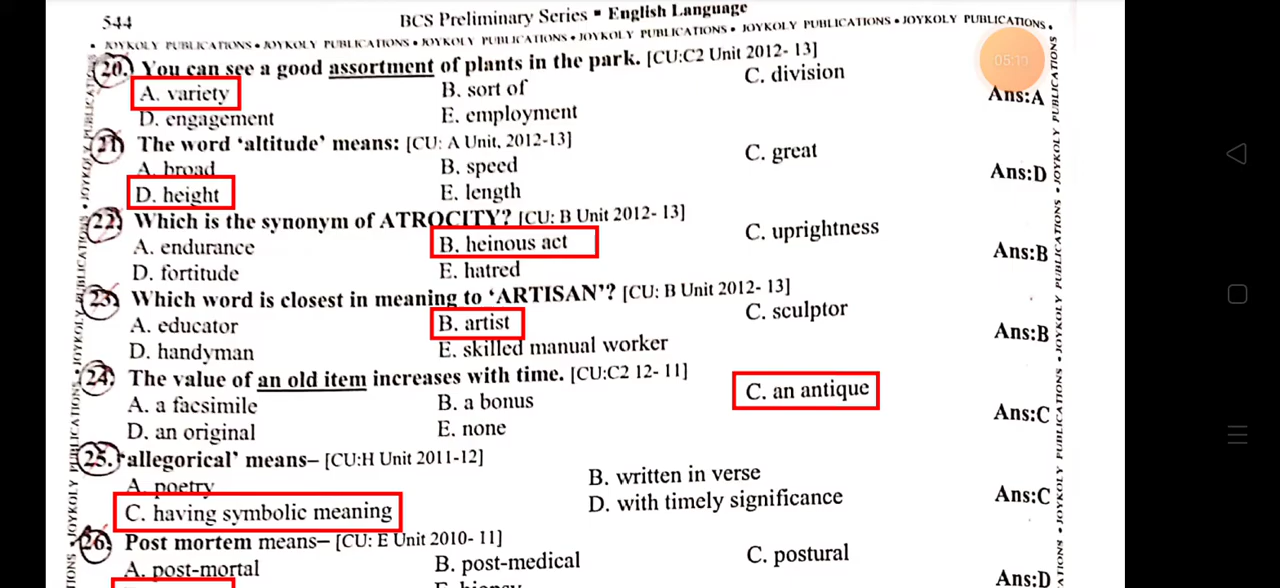 544
BCS Preliminary Series ▪ English Language
• JOYKOLY PUBLICATIONS • JOYKOLY PUBLICATIONS • JOYKOLY PUBLICATIONS • JOYKOLY PUBLICATIONS • JOYKOLY PUBLICATIONS • JOYKOLY PUBLICATIONS •
20. You can see a good assortment of plants in the park. [CU:C2 Unit 2012- 13]
A. variety B. sort of C. division
D. engagement E. employment Ans:A
21) The word ‘altitude’ means: [CU: A Unit, 2012-13]
A. broad B. speed C. great
D. height E. length Ans:D
22) Which is the synonym of ATROCITY? [CU: B Unit 2012- 13]
A. endurance B. heinous act C. uprightness
D. fortitude E. hatred Ans:B
23) Which word is closest in meaning to ‘ARTISAN’? [CU: B Unit 2012- 13]
A. educator B. artist C. sculptor
D. handyman E. skilled manual worker Ans:B
24) The value of an old item increases with time. [CU:C2 12- 11]
A. a facsimile B. a bonus C. an antique
D. an original E. none Ans:C
25. ‘allegorical’ means– [CU:H Unit 2011-12]
A. poetry B. written in verse
C. having symbolic meaning D. with timely significance Ans:C
26. Post mortem means– [CU: E Unit 2010- 11]
A. post-mortal B. post-medical C. postural
Ans:D